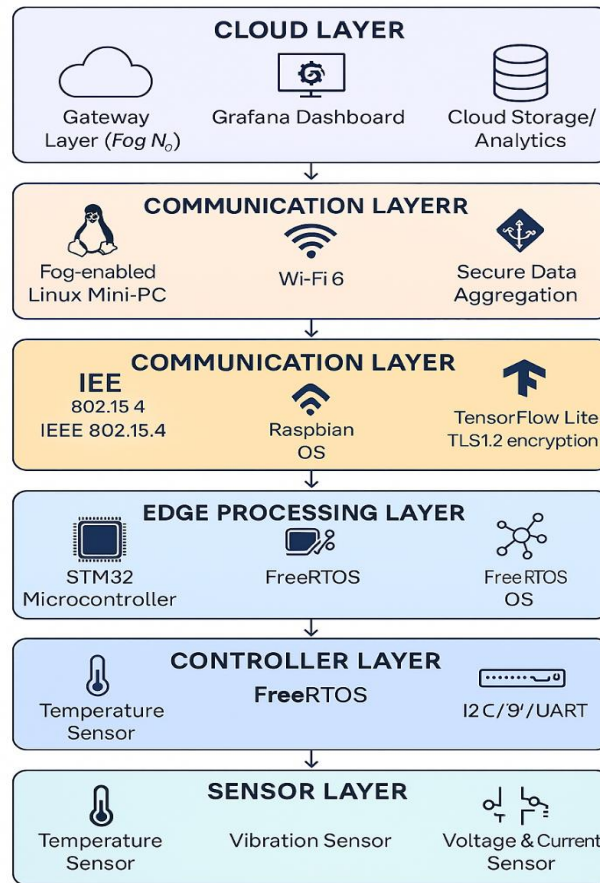 CLOUD LAYER
Gateway
Layer (Fog No)
Grafana Dashboard
Cloud Storage/
Analytics
COMMUNICATION LAYERR
Fog-enabled
Linux Mini-PC
Wi-Fi 6
Secure Data
Aggregation
COMMUNICATION LAYER
IEE
802.15 4
IEEE 802.15.4
Raspbian
OS
TensorFlow Lite
TLS1.2 encryption)
EDGE PROCESSING LAYER
STM32
Microcontroller
FreeRTOS
FreeRTOS
OS
CONTROLLER LAYER
Temperature
Sensor
FreeRTOS
I2C/'9'/UART
SENSOR LAYER
Temperature
Sensor
Vibration Sensor
Voltage & Current
Sensor